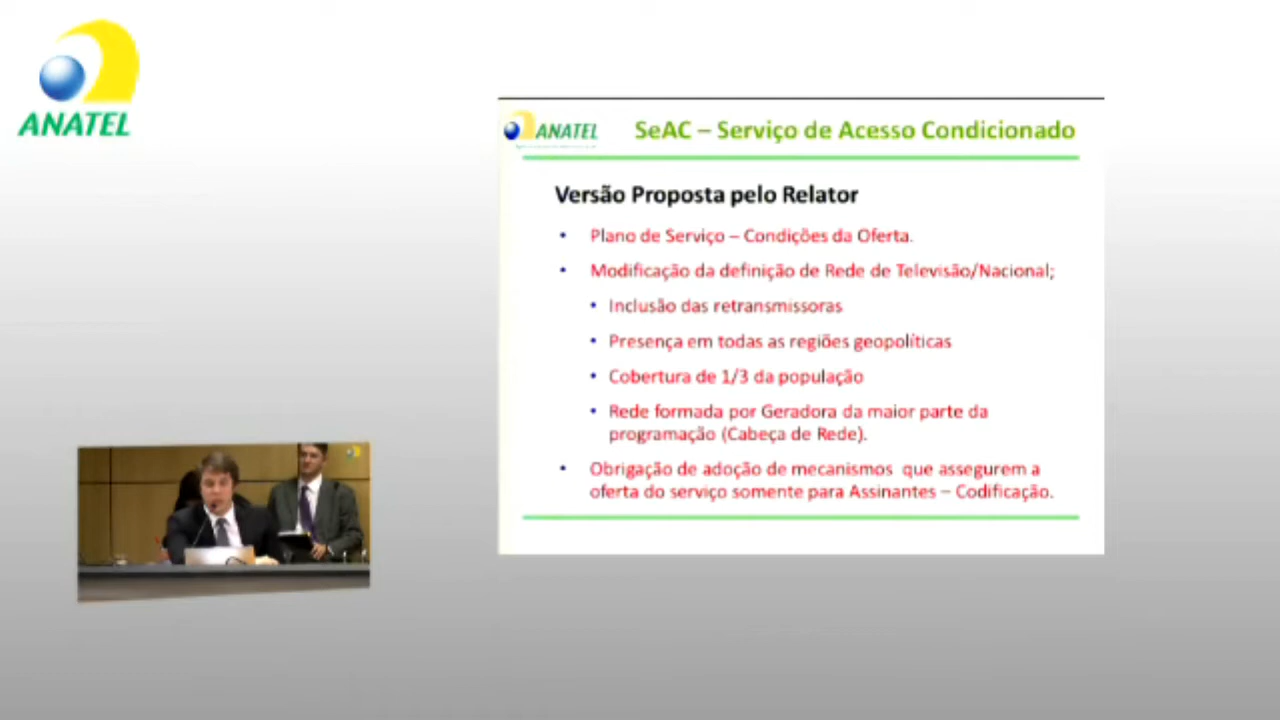 ANATEL
ANATEL
SeAC – Serviço de Acesso Condicionado
Versão Proposta pelo Relator
• Plano de Serviço – Condições da Oferta.
• Modificação da definição de Rede de Televisão/Nacional;
• Inclusão das retransmissoras
• Presença em todas as regiões geopolíticas
• Cobertura de 1/3 da população
• Rede formada por Geradora da maior parte da
programação (Cabeça de Rede).
• Obrigação de adoção de mecanismos que assegurem a
oferta do serviço somente para Assinantes – Codificação.